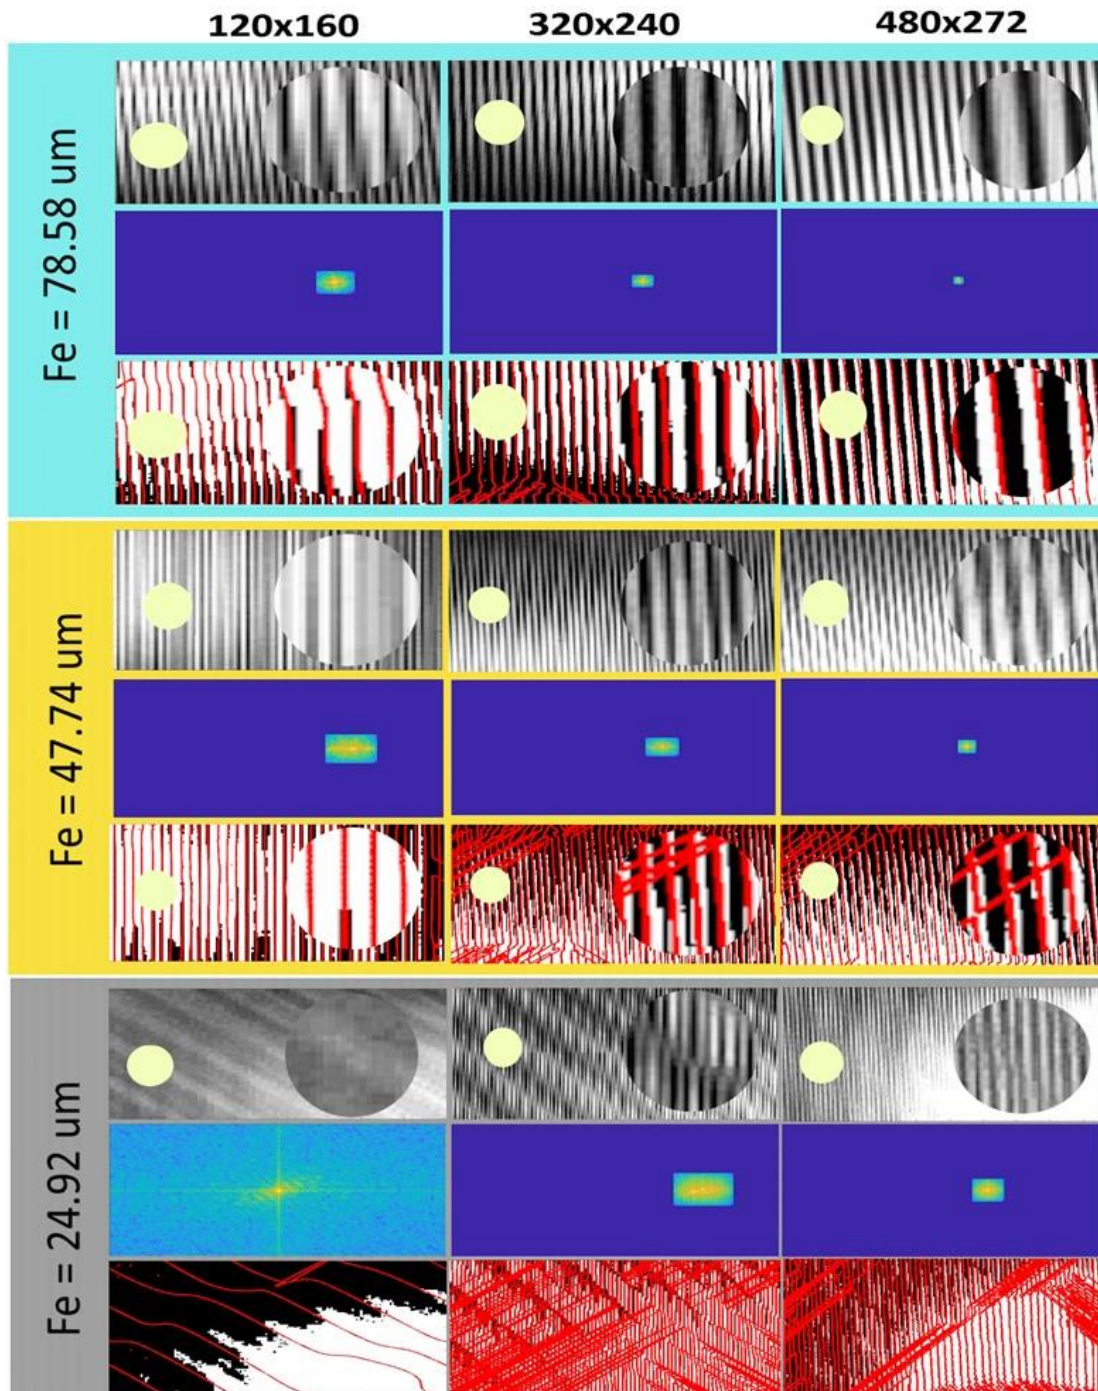 120x160 320x240 480x272
Fe = 78.58 um
Fe = 47.74 um
Fe = 24.92 um